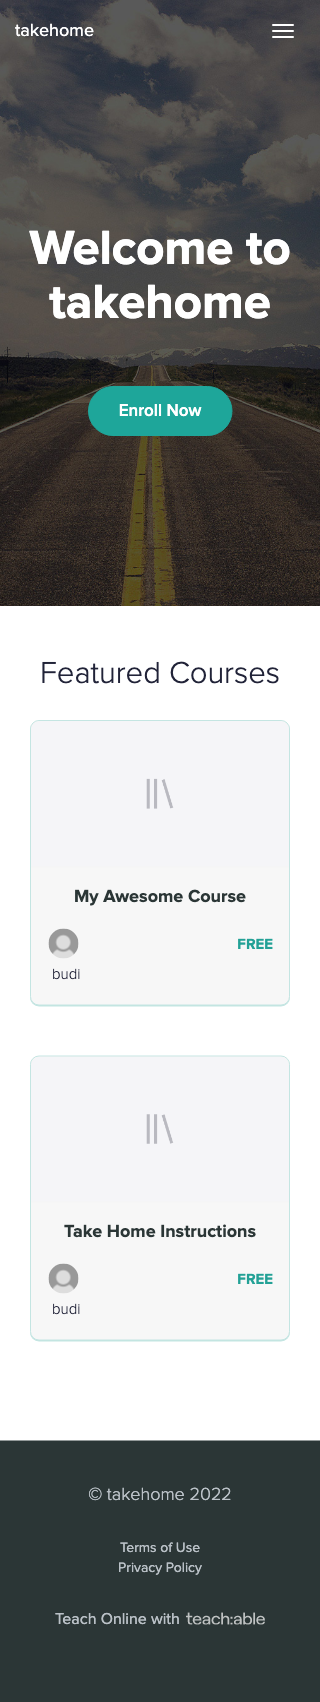 takehome
Welcome to
takehome
Enroll Now
Featured Courses
My Awesome Course
FREE
budi
Take Home Instructions
FREE
budi
© takehome 2022
Terms of Use
Privacy Policy
Teach Online with teach:able